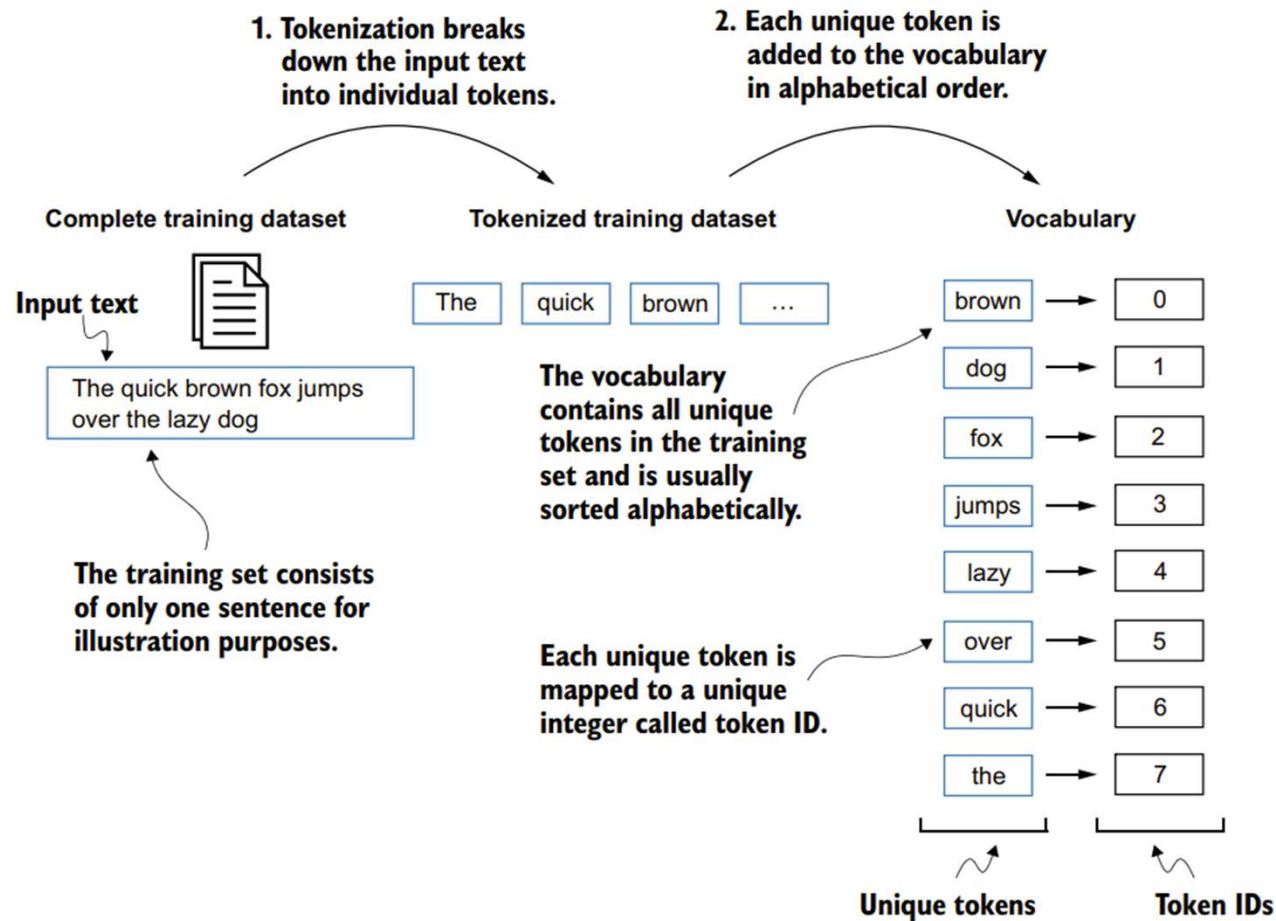 1. Tokenization breaks
down the input text
into individual tokens.
2. Each unique token is
added to the vocabulary
in alphabetical order.
Complete training dataset
Tokenized training dataset
Vocabulary
Input text
The quick brown fox jumps
over the lazy dog
The training set consists
of only one sentence for
illustration purposes.
The quick brown ...
The vocabulary
contains all unique
tokens in the training
set and is usually
sorted alphabetically.
Each unique token is
mapped to a unique
integer called token ID.
brown 0
dog 1
fox 2
jumps 3
lazy 4
over 5
quick 6
the 7
Unique tokens
Token IDs